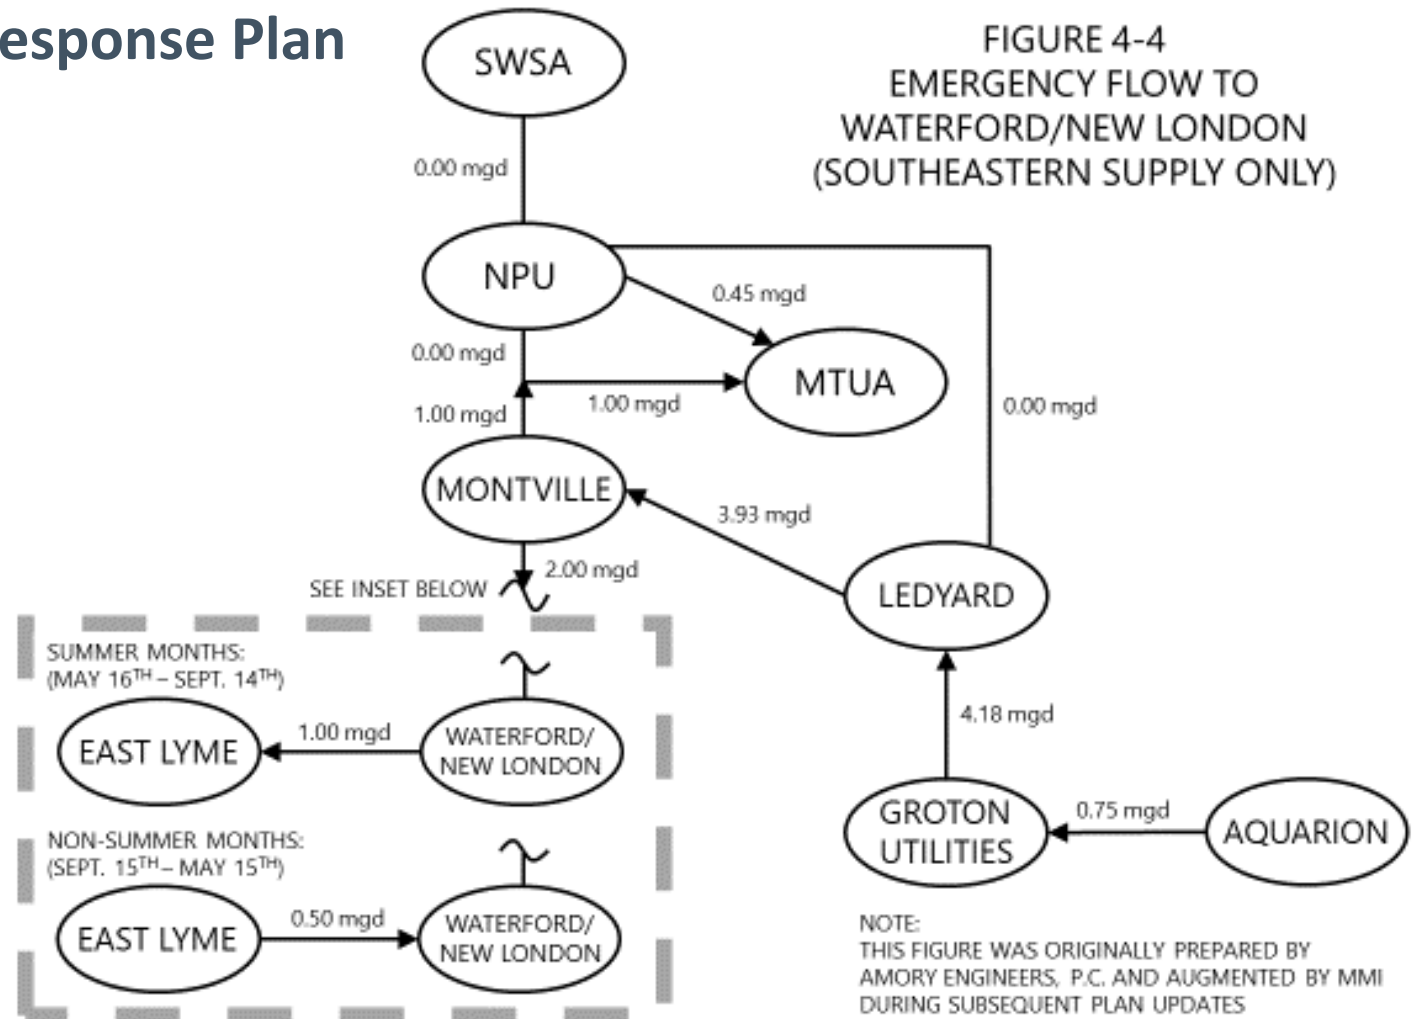 esponse Plan
FIGURE 4-4
EMERGENCY FLOW TO
WATERFORD/NEW LONDON
(SOUTHEASTERN SUPPLY ONLY)
SWSA
0.00 mgd
NPU
0.45 mgd
0.00 mgd
MTUA
1.00 mgd
1.00 mgd
0.00 mgd
MONTVILLE
3.93 mgd
2.00 mgd
SEE INSET BELOW
LEDYARD
SUMMER MONTHS:
(MAY 16TH – SEPT. 14TH)
EAST LYME
1.00 mgd
WATERFORD/
NEW LONDON
4.18 mgd
GROTON
UTILITIES
0.75 mgd
AQUARION
NON-SUMMER MONTHS:
(SEPT. 15TH – MAY 15TH)
EAST LYME
0.50 mgd
WATERFORD/
NEW LONDON
NOTE:
THIS FIGURE WAS ORIGINALLY PREPARED BY
AMORY ENGINEERS, P.C. AND AUGMENTED BY MMI
DURING SUBSEQUENT PLAN UPDATES